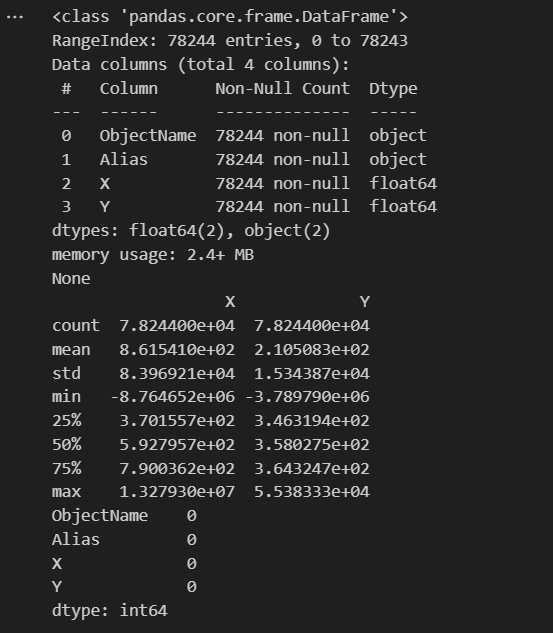 ...
<class 'pandas.core.frame.DataFrame'>
RangeIndex: 78244 entries, 0 to 78243
Data columns (total 4 columns):
 #   Column      Non-Null Count  Dtype
---  ------      --------------  -----
 0   ObjectName  78244 non-null  object
 1   Alias       78244 non-null  object
 2   X           78244 non-null  float64
 3   Y           78244 non-null  float64
dtypes: float64(2), object(2)
memory usage: 2.4+ MB
None
                  X             Y
count  7.824400e+04  7.824400e+04
mean   8.615410e+02  2.105083e+02
std    8.396921e+04  1.534387e+04
min   -8.764652e+06 -3.789790e+06
25%    3.701557e+02  3.463194e+02
50%    5.927957e+02  3.580275e+02
75%    7.900362e+02  3.643247e+02
max    1.327930e+07  5.538333e+04
ObjectName    0
Alias         0
X             0
Y             0
dtype: int64